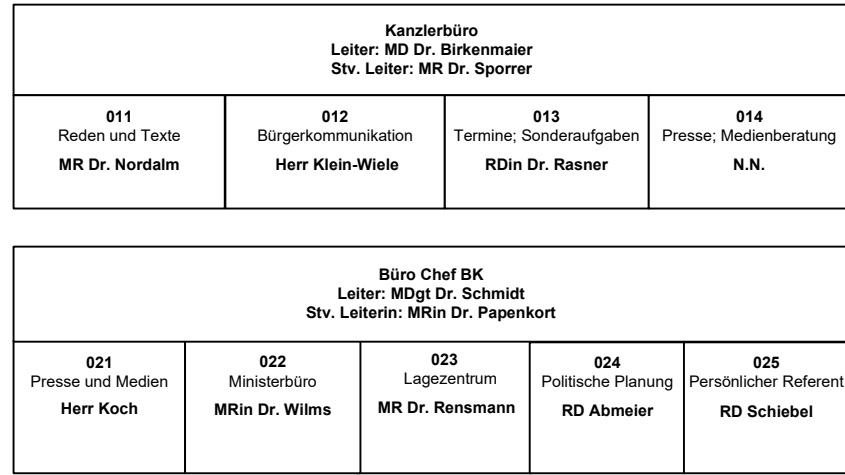 Kanzlerbüro
Leiter: MD Dr. Birkenmaier
Stv. Leiter: MR Dr. Sporrer
011
Reden und Texte
MR Dr. Nordalm
012
Bürgerkommunikation
Herr Klein-Wiele
013
Termine; Sonderaufgaben
RDin Dr. Rasner
014
Presse; Medienberatung
N.N.
Büro Chef BK
Leiter: MDgt Dr. Schmidt
Stv. Leiterin: MRin Dr. Papenkort
021
Presse und Medien
Herr Koch
022
Ministerbüro
MRin Dr. Wilms
023
Lagezentrum
MR Dr. Rensmann
024
Politische Planung
RD Abmeier
025
Persönlicher Referent
RD Schiebel